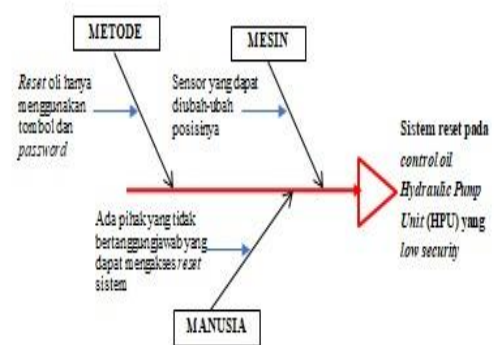 METODE
MESIN
Reset oli hanya
menggunakan
tombol dan
password
Sensor yang dapat
diubah-ubah
posisinya
Sistem reset pada
control oil
Hydraulic Pump
Unit (HPU) yang
low security
Ada pihak yang tidak
bertanggungjawab yang
dapat mengakses reset
sistem
MANUSIA